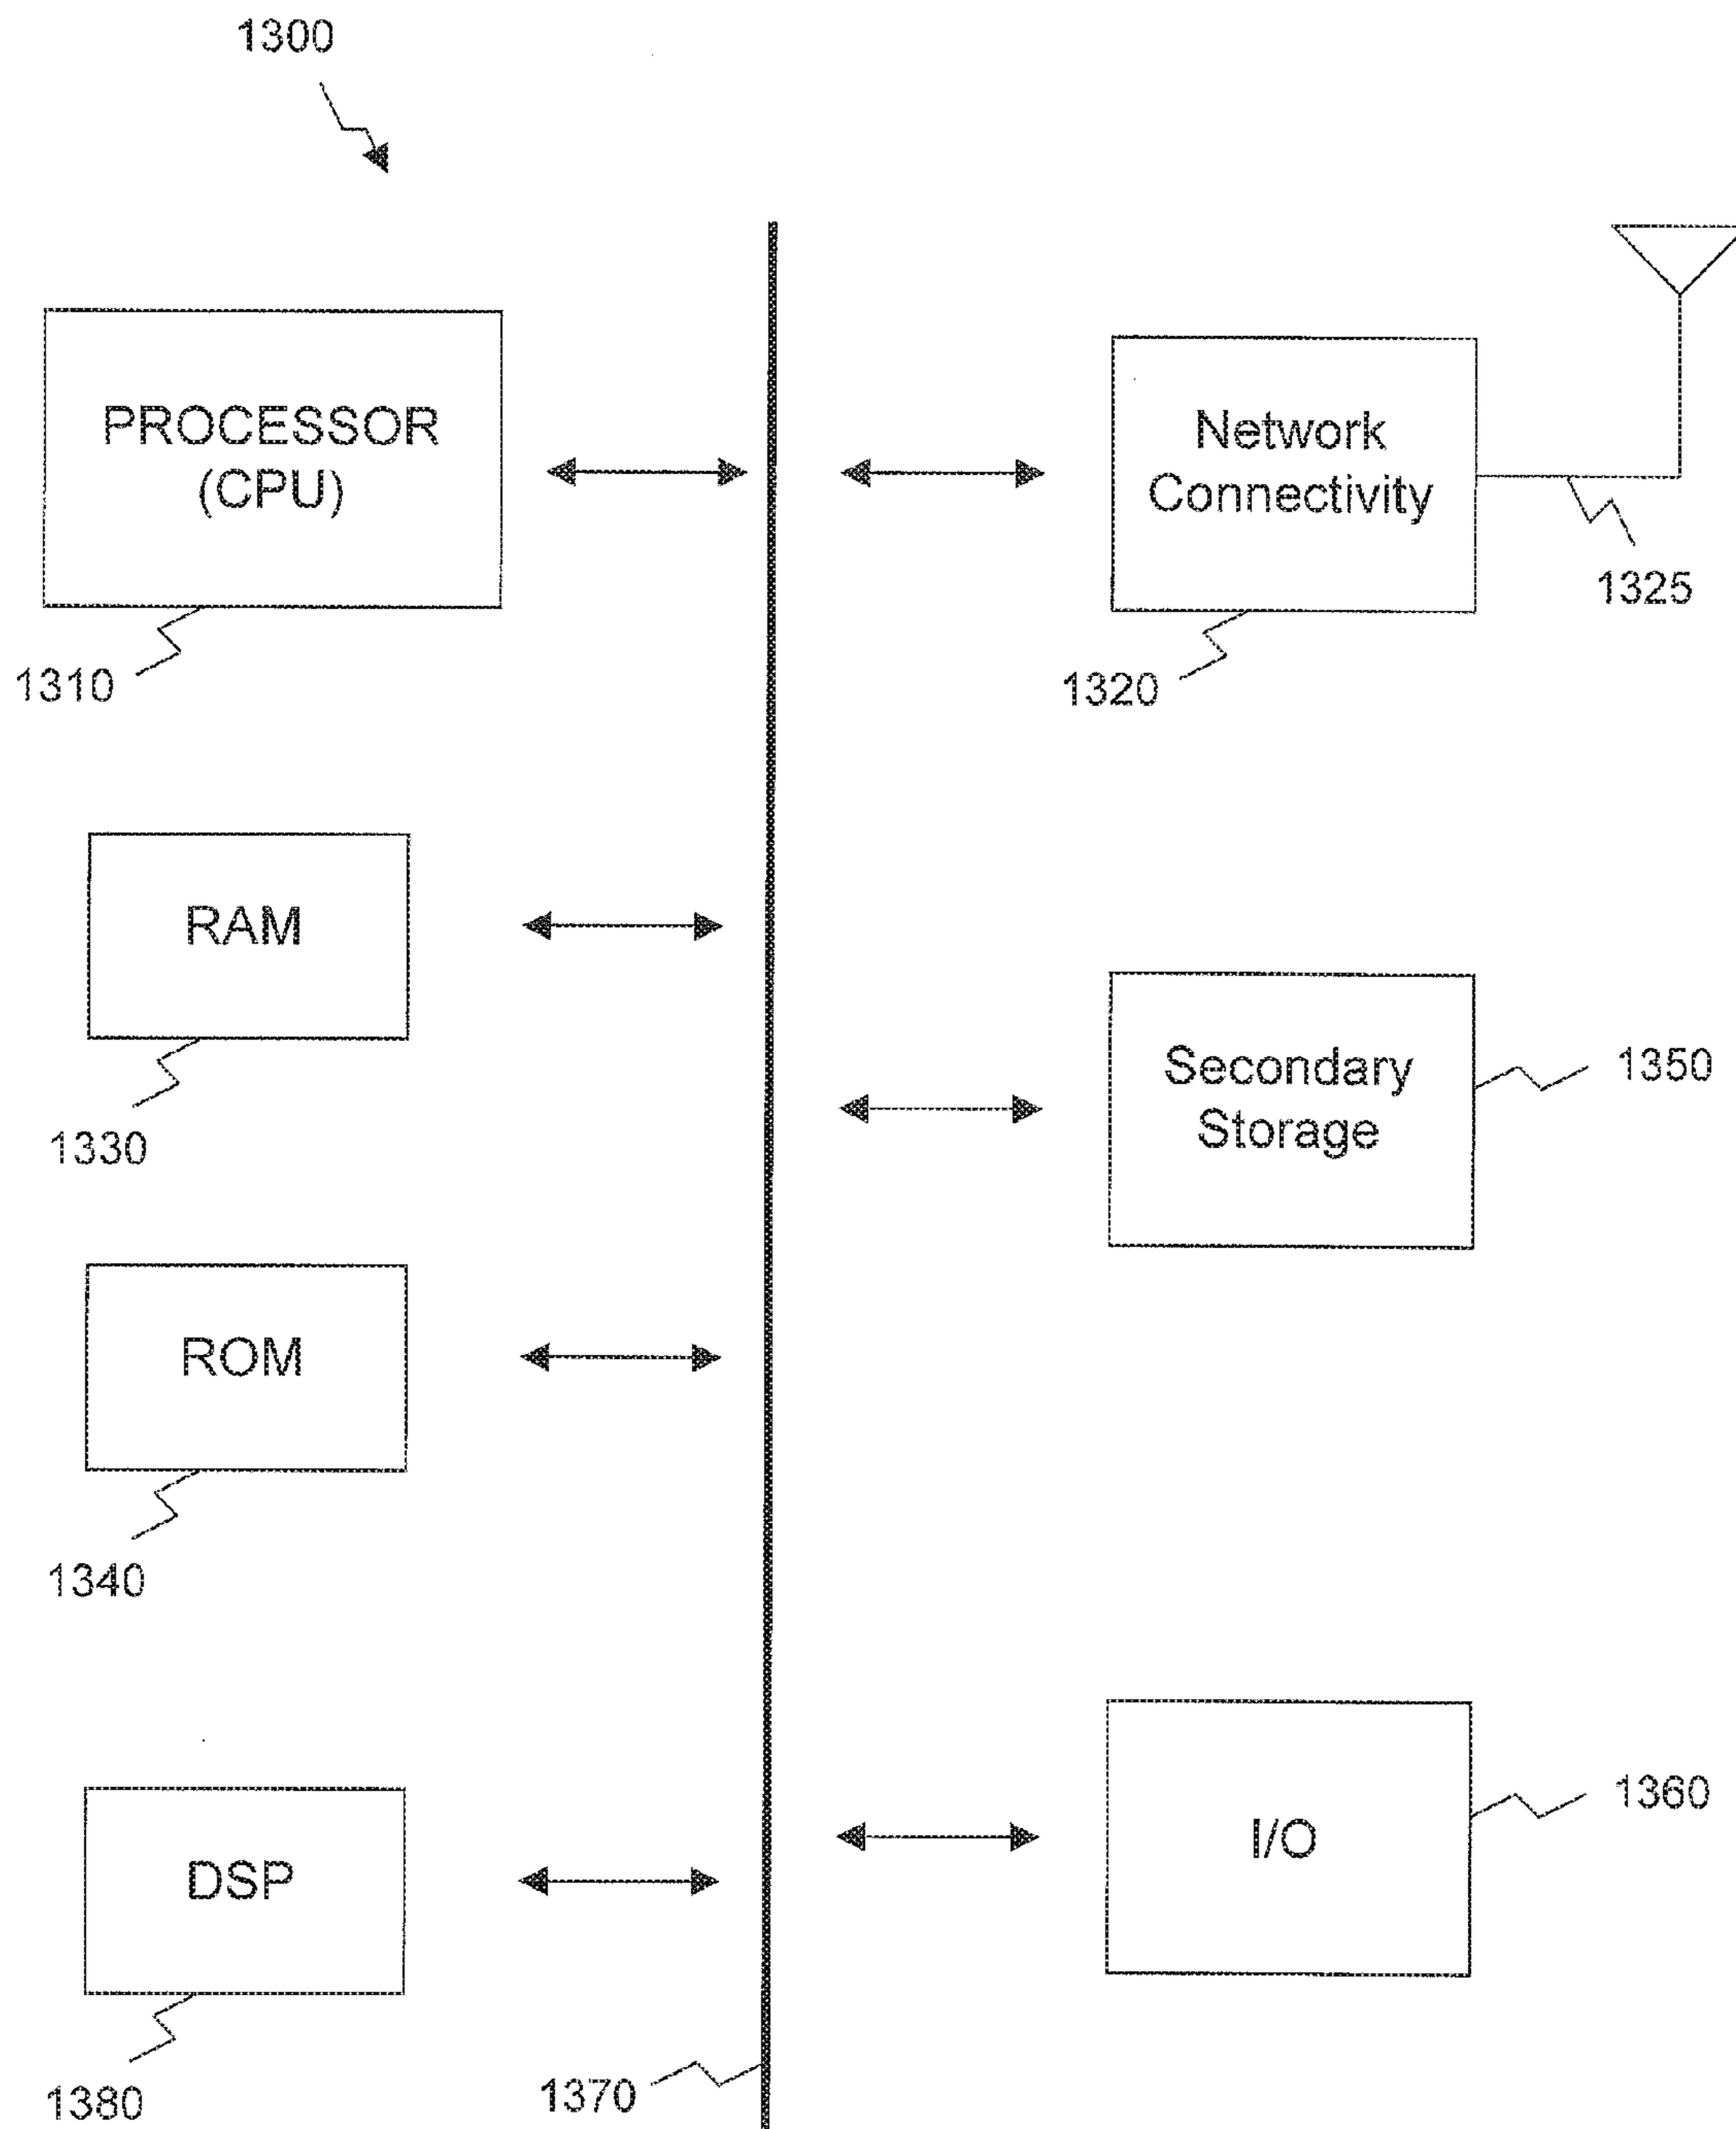 1300
PROCESSOR
(CPU)
1310
Network
Connectivity
1325
1320
RAM
1330
Secondary
Storage
1350
ROM
1340
I/O
1360
DSP
1380
1370